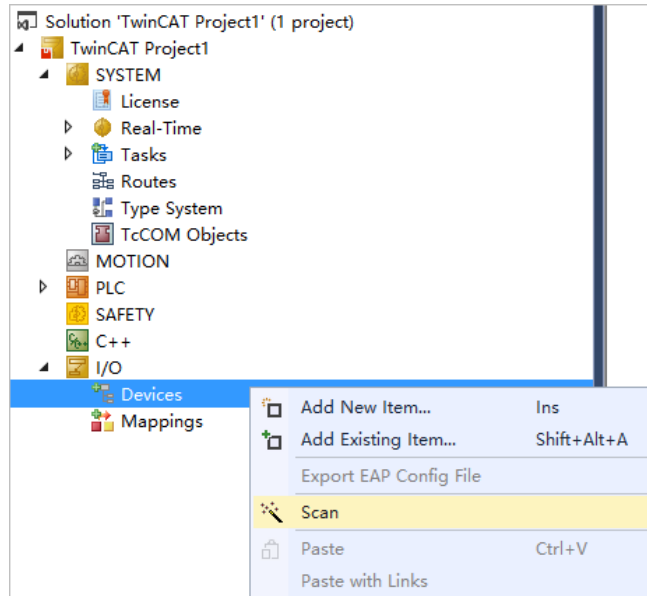 Solution 'TwinCAT Project1' (1 project)
TwinCAT Project1
SYSTEM
License
Real-Time
Tasks
Routes
Type System
TcCOM Objects
MOTION
PLC
SAFETY
C++
I/O
Devices
Mappings
Add New Item... Ins
Add Existing Item... Shift+Alt+A
Export EAP Config File
Scan
Paste Ctrl+V
Paste with Links